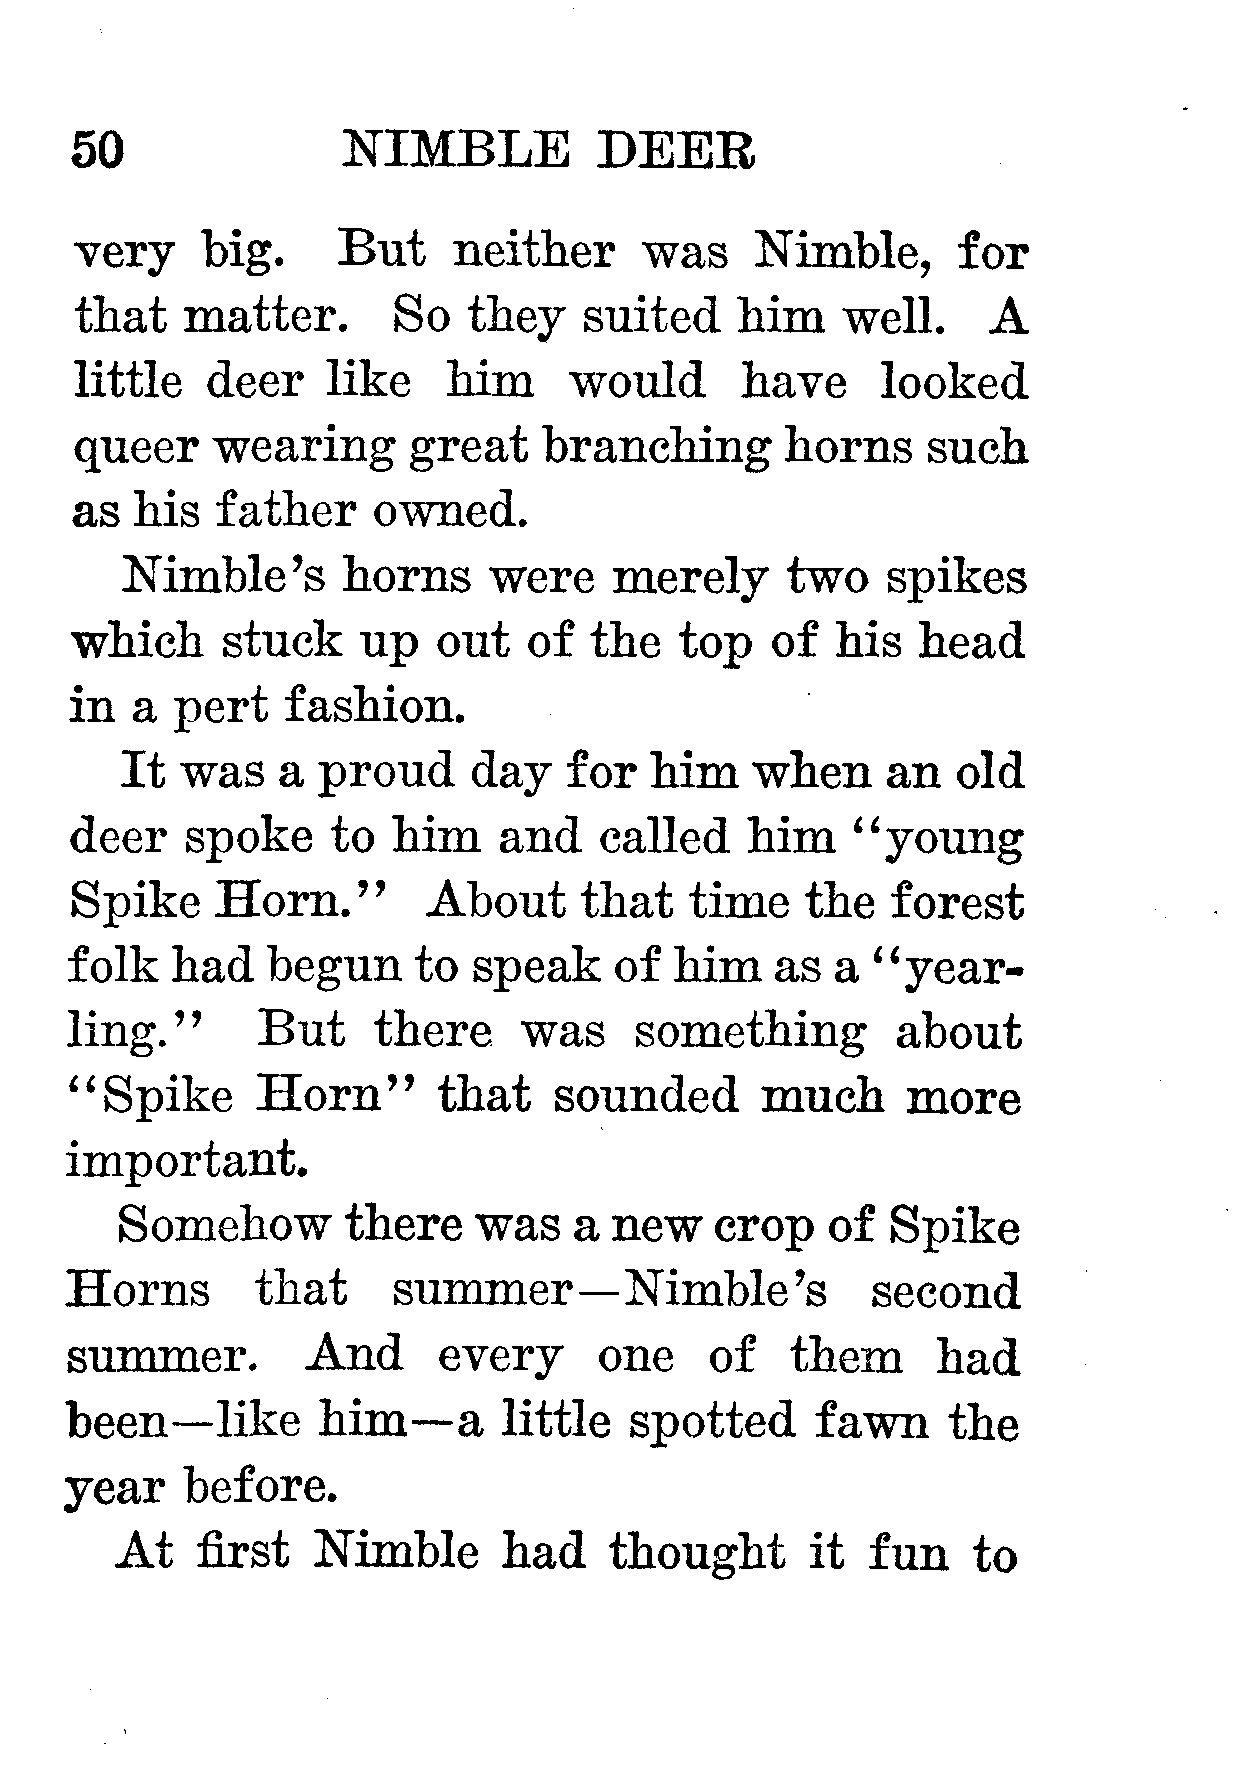 50 NIMBLE DEER
very big. But neither was Nimble, for
that matter. So they suited him well. A
little deer like him would have looked
queer wearing great branching horns such
as his father owned.
Nimble's horns were merely two spikes
which stuck up out of the top of his head
in a pert fashion.
It was a proud day for him when an old
deer spoke to him and called him "young
Spike Horn." About that time the forest
folk had begun to speak of him as a "year-
ling." But there was something about
"Spike Horn" that sounded much more
important.
Somehow there was a new crop of Spike
Horns that summer—Nimble's second
summer. And every one of them had
been—like him—a little spotted fawn the
year before.
At first Nimble had thought it fun to